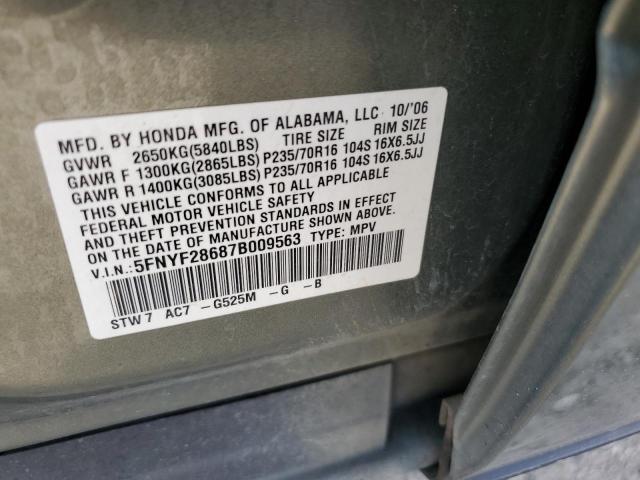 MFD. BY HONDA MFG. OF ALABAMA, LLC 10/'06
GVWR 2650KG(5840LBS) TIRE SIZE RIM SIZE
GAWR F 1300KG(2865LBS) P235/70R16 104S 16X6.5JJ
GAWR R 1400KG(3085LBS) P235/70R16 104S 16X6.5JJ
THIS VEHICLE CONFORMS TO ALL APPLICABLE
FEDERAL MOTOR VEHICLE SAFETY
AND THEFT PREVENTION STANDARDS IN EFFECT
ON THE DATE OF MANUFACTURE SHOWN ABOVE.
V.I.N.: 5FNYF28687B009563 TYPE: MPV
STW7 AC7 -G525M -G -B